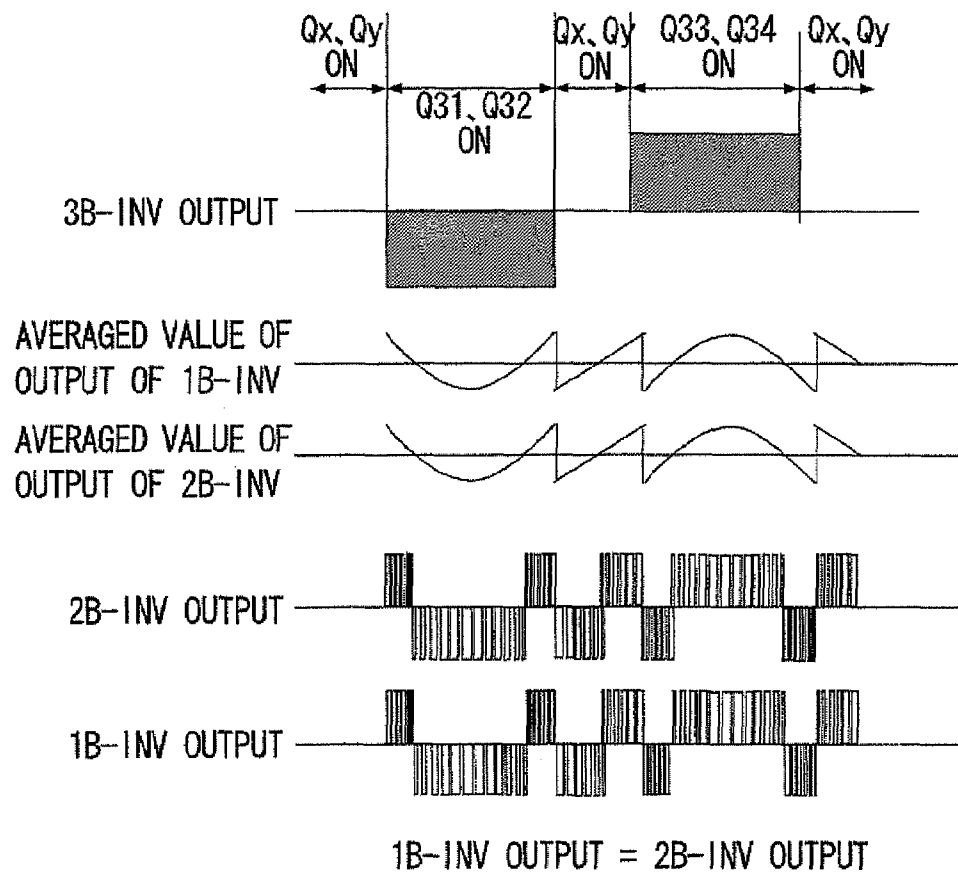 Qx、Qy ON
Qx、Qy ON
Q33、Q34 ON
Qx、Qy ON
Q31、Q32 ON
3B-INV OUTPUT
AVERAGED VALUE OF
OUTPUT OF 1B-INV
AVERAGED VALUE OF
OUTPUT OF 2B-INV
2B-INV OUTPUT
1B-INV OUTPUT
1B-INV OUTPUT = 2B-INV OUTPUT